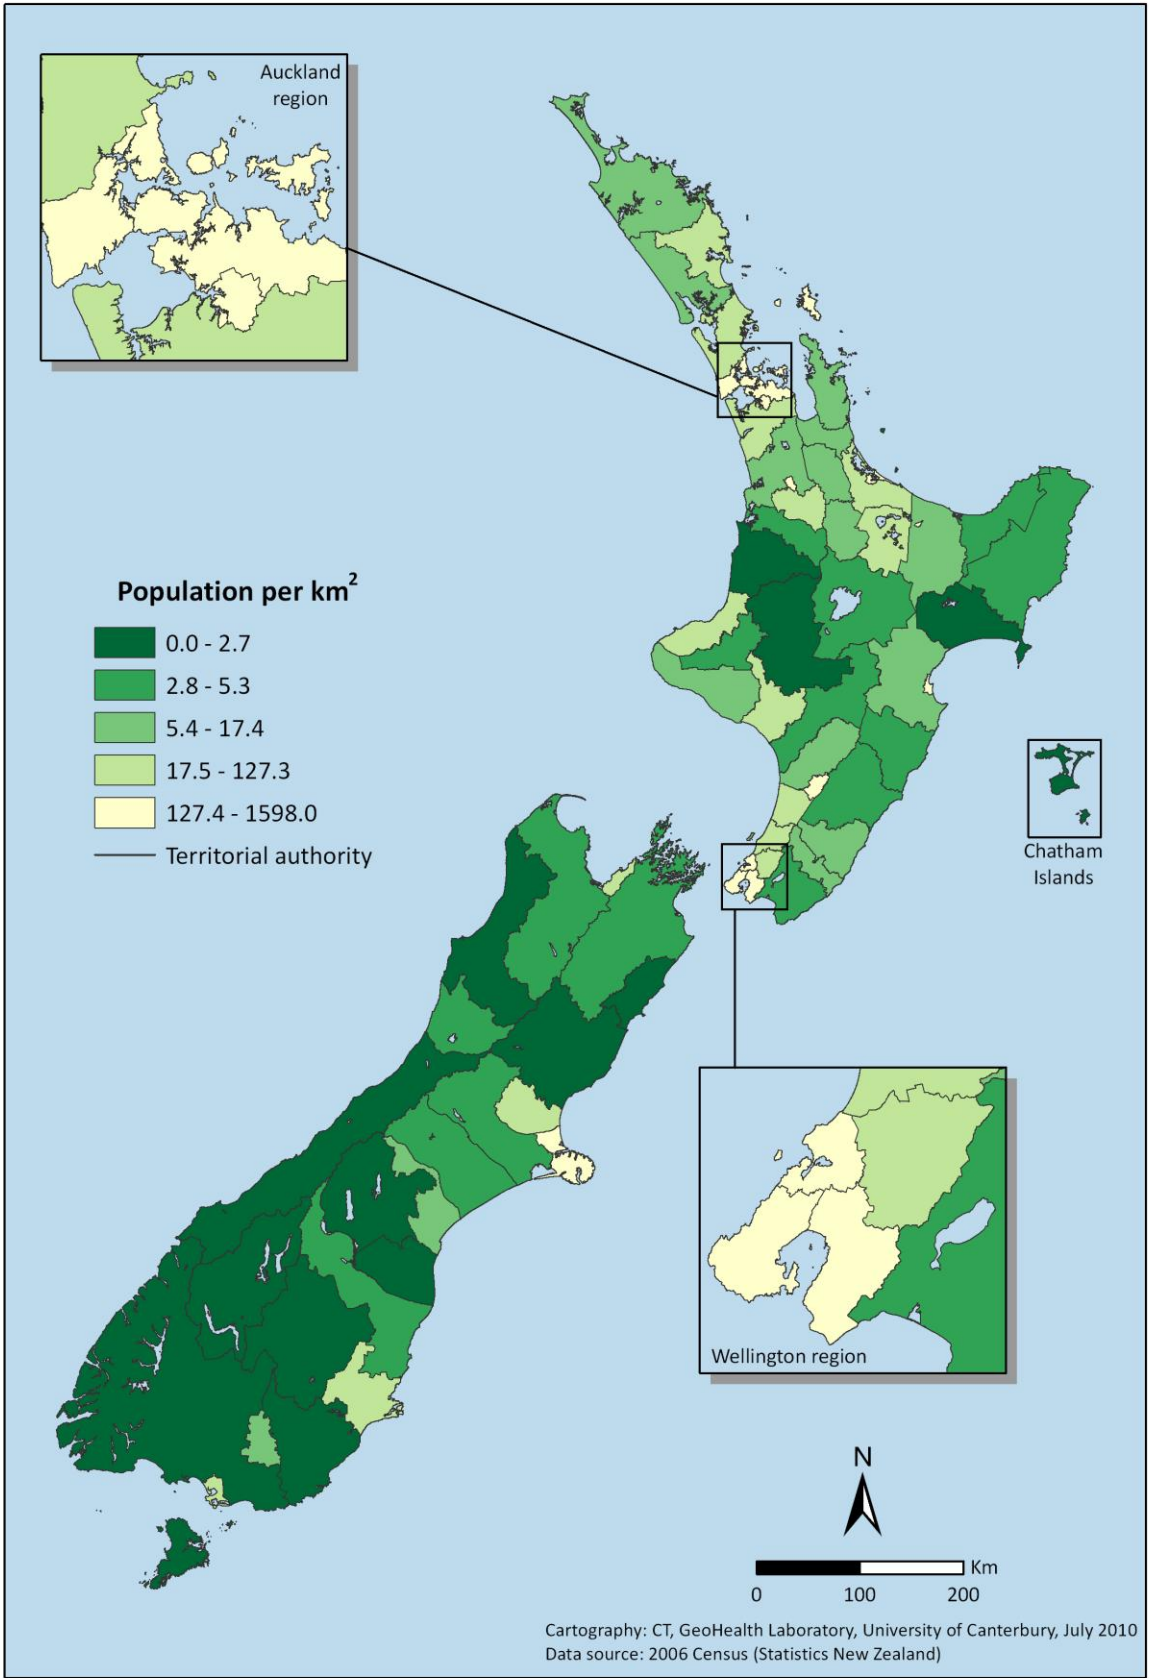 Auckland
region
Population per km²
0.0 - 2.7
2.8 - 5.3
5.4 - 17.4
17.5 - 127.3
127.4 - 1598.0
Territorial authority
Chatham
Islands
Wellington region
N
Km
0 100 200
Cartography: CT, GeoHealth Laboratory, University of Canterbury, July 2010
Data source: 2006 Census (Statistics New Zealand)